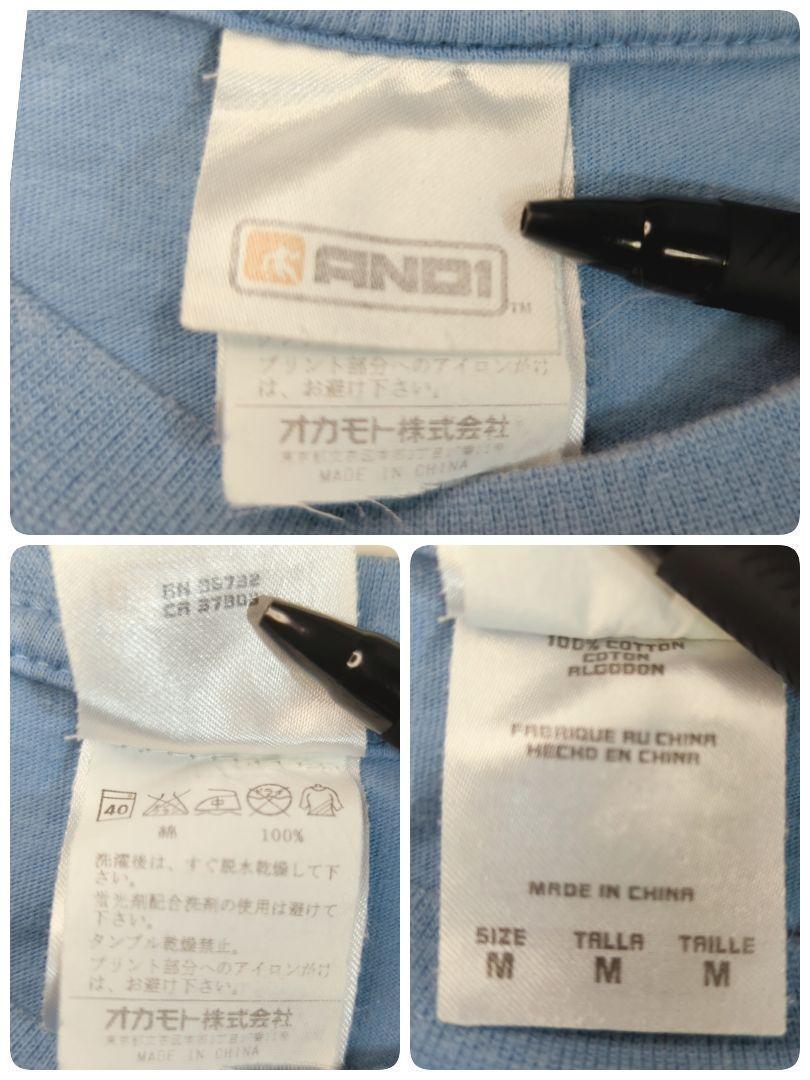 AND1
TM
プリント部分へのアイロンがけ
は、お避け下さい。
オカモト株式会社
MADE IN CHINA
40
綿 100%
洗濯後は、すぐ脱水乾燥して下
さい。
蛍光剤配合洗剤の使用は避けて
下さい。
タンブル乾燥禁止。
プリント部分へのアイロンがけ
は、お避け下さい。
オカモト株式会社
MADE IN CHINA
100% COTTON
COTON
ALGODON
FABRIQUE AU CHINA
HECHO EN CHINA
MADE IN CHINA
SIZE TALLA TAILLE
M M M